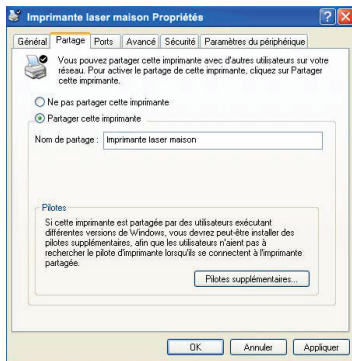 Imprimante laser maison Propriétés
Général Partage Ports Avancé Sécurité Paramètres du périphérique
Vous pouvez partager cette imprimante avec d'autres utilisateurs sur votre
réseau. Pour activer le partage de cette imprimante, cliquez sur Partager
cette imprimante.
Ne pas partager cette imprimante
Partager cette imprimante
Nom de partage : Imprimante laser maison
Pilotes
Si cette imprimante est partagée par des utilisateurs exécutant
différentes versions de Windows, vous devrez peut-être installer des
pilotes supplémentaires, afin que les utilisateurs n'aient pas à
rechercher le pilote d'imprimante lorsqu'ils se connectent à l'imprimante
partagée.
Pilotes supplémentaires...
OK Annuler Appliquer